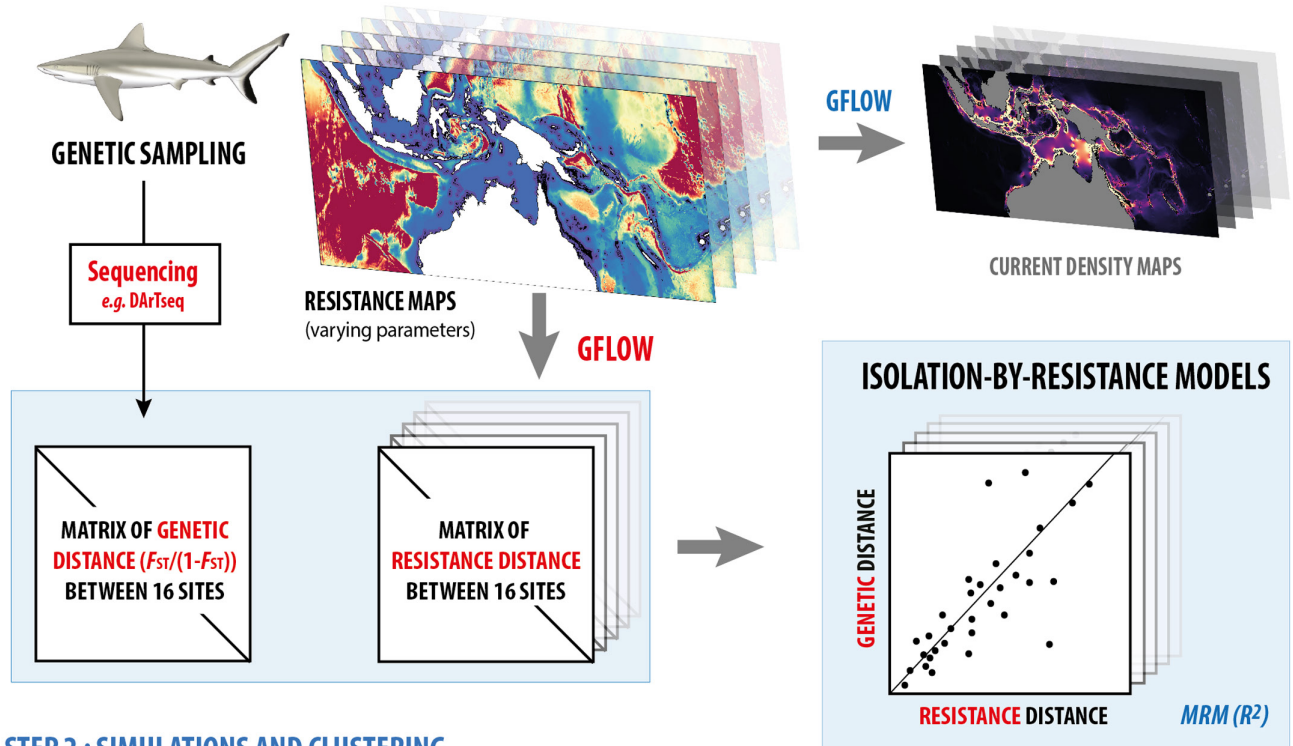 GENETIC SAMPLING
Sequencing
e.g. DArTseq
RESISTANCE MAPS
(varying parameters)
GFLOW
GFLOW
CURRENT DENSITY MAPS
MATRIX OF GENETIC
DISTANCE (FST/(1-FST))
BETWEEN 16 SITES
MATRIX OF
RESISTANCE DISTANCE
BETWEEN 16 SITES
ISOLATION-BY-RESISTANCE MODELS
GENETIC DISTANCE
RESISTANCE DISTANCE
MRM (R²)